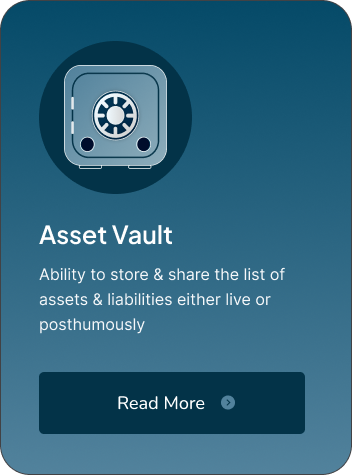 Asset Vault
Ability to store & share the list of
assets & liabilities either live or
posthumously
Read More